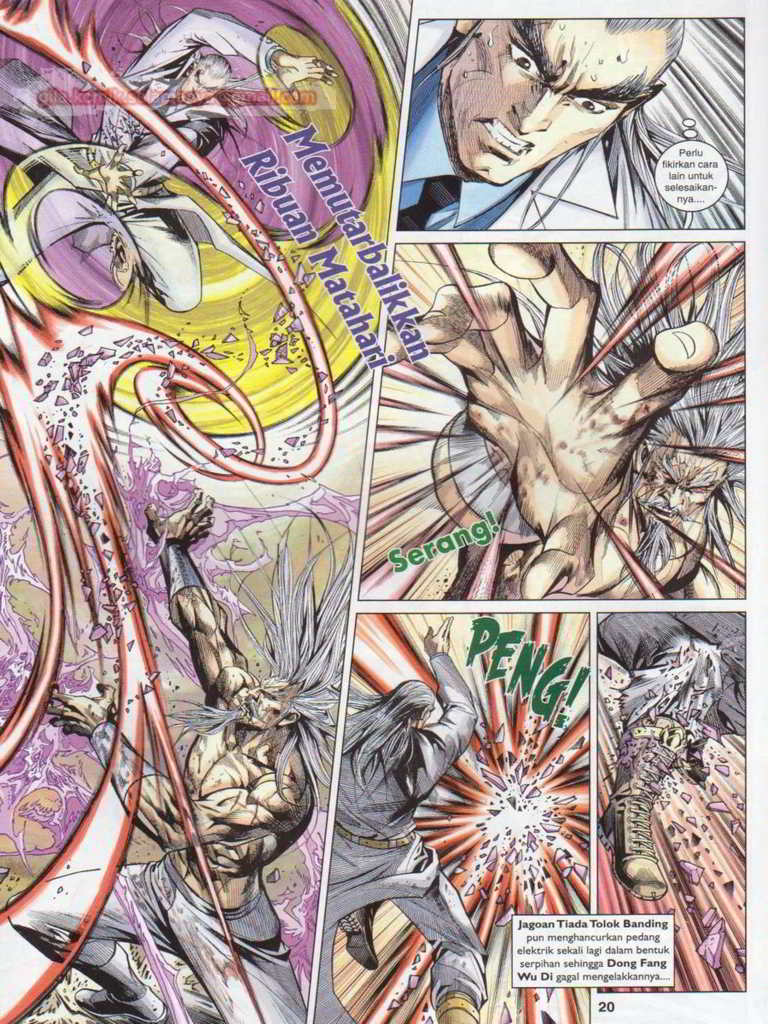 Memutarbalikkan
Ribuan Matahari
Perlu
fikirkan cara
lain untuk
selesaikan-
nya....
Serang!
PENG!
Jagoan Tiada Tolok Banding
pun menghancurkan pedang
elektrik sekali lagi dalam bentuk
serpihan sehingga Dong Fang
Wu Di gagal mengelakkannya....
20